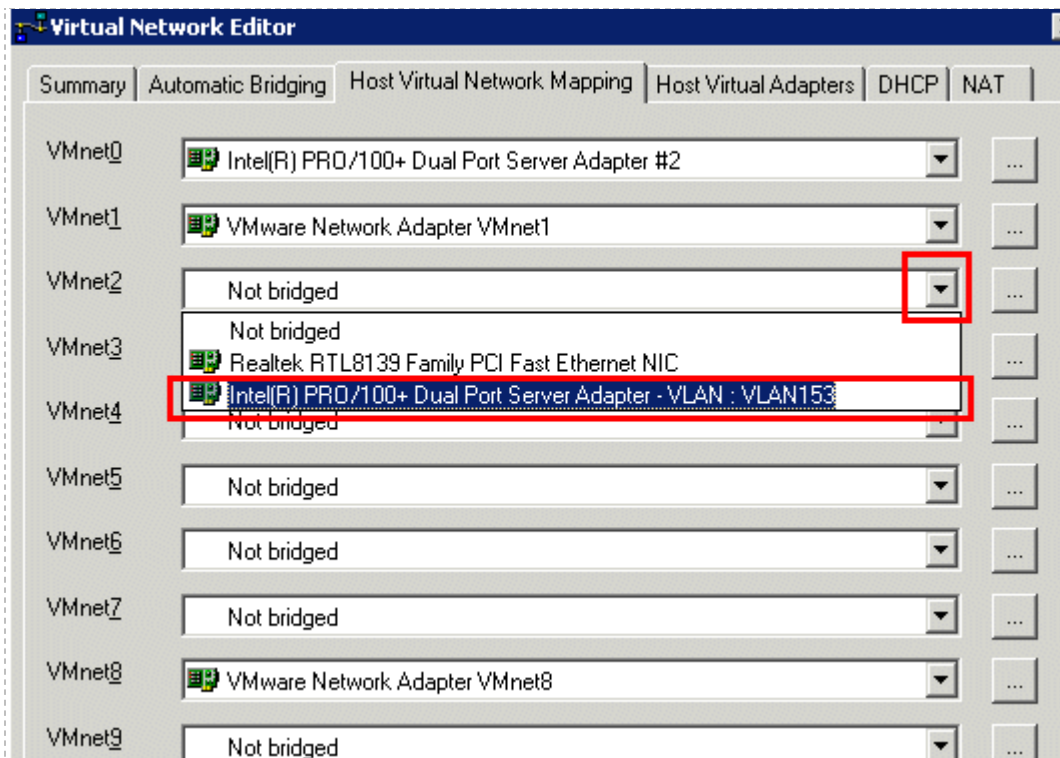 Virtual Network Editor
Summary Automatic Bridging Host Virtual Network Mapping Host Virtual Adapters DHCP NAT
VMnet0 Intel(R) PRO/100+ Dual Port Server Adapter #2 ...
VMnet1 VMware Network Adapter VMnet1 ...
VMnet2 Not bridged ...
Not bridged
VMnet3 Realtek RTL8139 Family PCI Fast Ethernet NIC ...
Intel(R) PRO/100+ Dual Port Server Adapter - VLAN : VLAN153
VMnet4 Not bridged ...
VMnet5 Not bridged ...
VMnet6 Not bridged ...
VMnet7 Not bridged ...
VMnet8 VMware Network Adapter VMnet8 ...
VMnet9 Not bridged ...